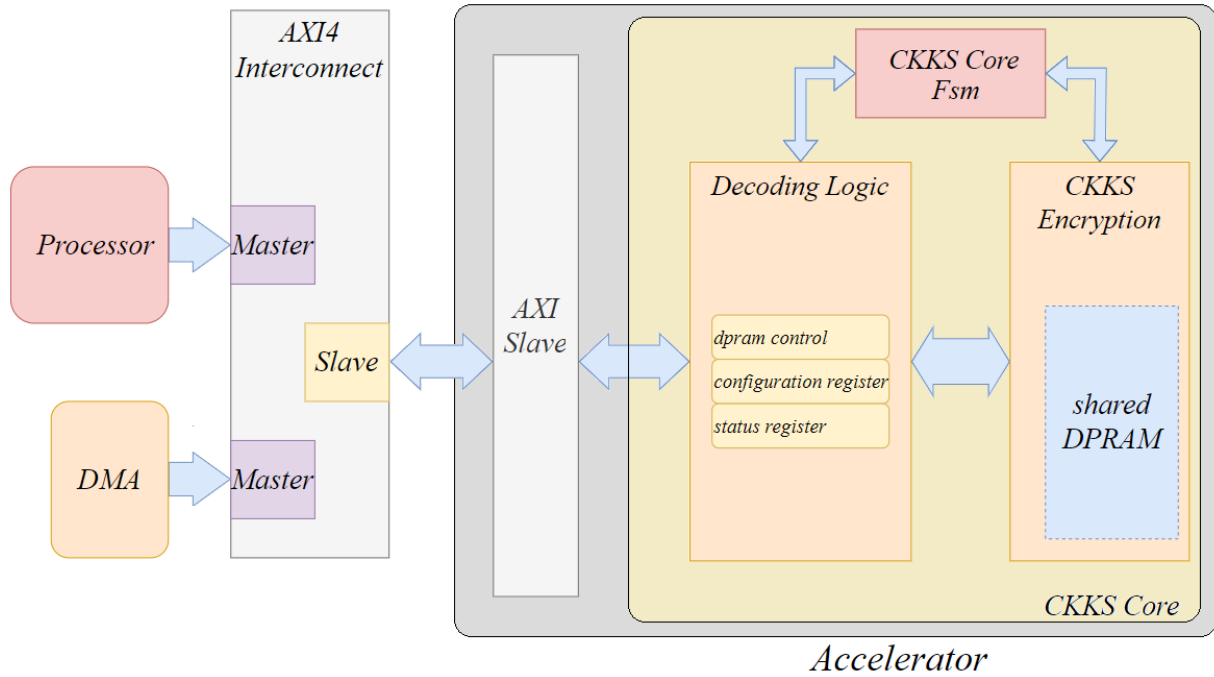 AXI4
Interconnect
Processor
Master
Slave
DMA
Master
AXI
Slave
CKKS Core
Fsm
Decoding Logic
dpram control
configuration register
status register
CKKS
Encryption
shared
DPRAM
CKKS Core
Accelerator